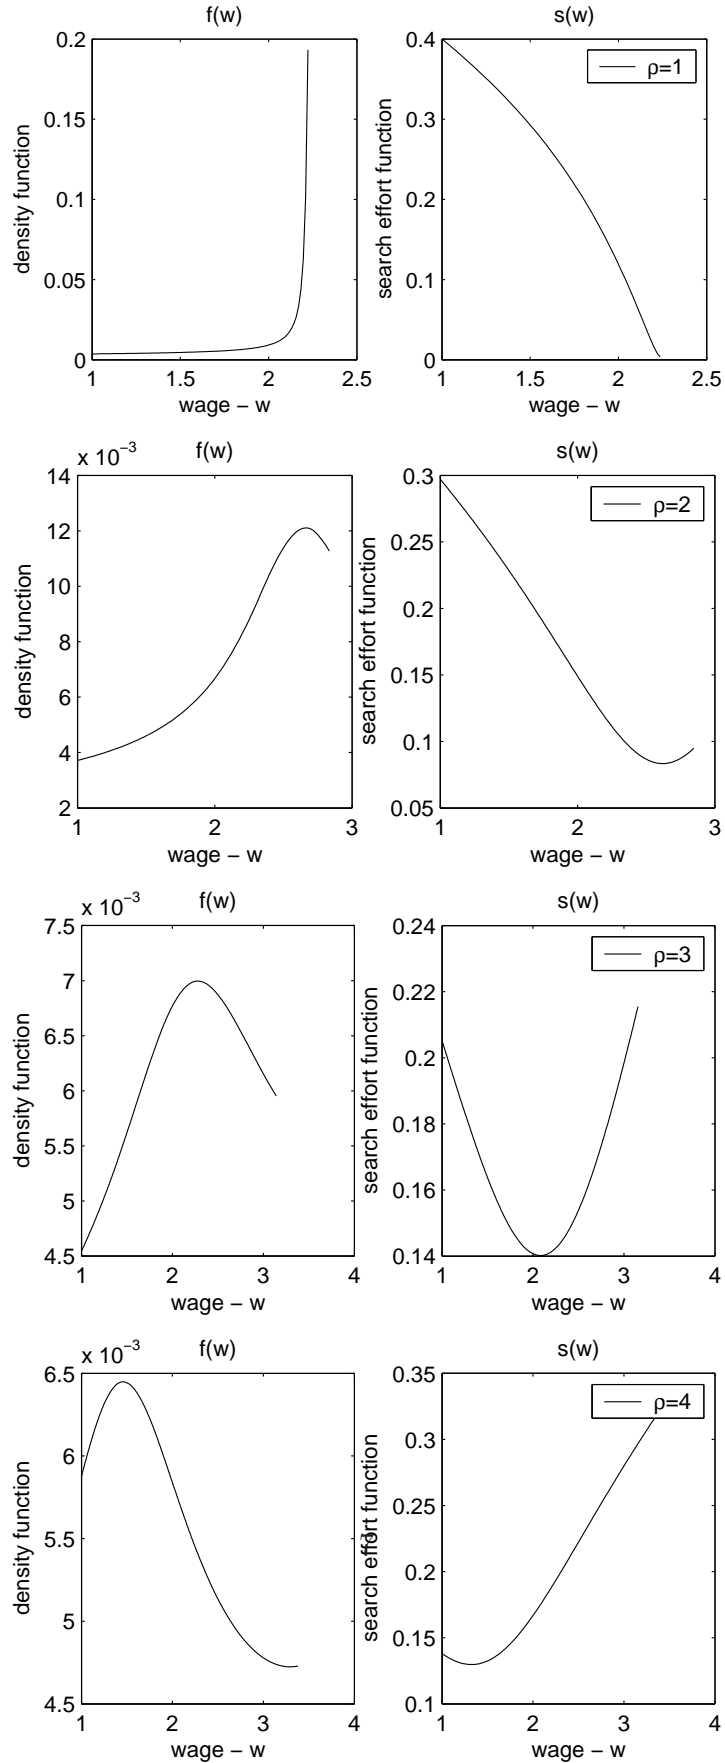 f(w)
s(w)
0.2
0.15
0.1
0.05
0
density function
1
1.5
2
2.5
wage – w
0.4
0.3
0.2
0.1
0
search effort function
ρ=1
1
1.5
2
2.5
wage – w
x 10⁻³
f(w)
s(w)
14
12
10
8
6
4
2
density function
1
2
3
wage – w
0.3
0.25
0.2
0.15
0.1
0.05
search effort function
ρ=2
1
2
3
wage – w
x 10⁻³
f(w)
s(w)
7.5
7
6.5
6
5.5
5
4.5
density function
1
2
3
4
wage – w
0.24
0.22
0.2
0.18
0.16
0.14
search effort function
ρ=3
1
2
3
4
wage – w
x 10⁻³
f(w)
s(w)
6.5
6
5.5
5
4.5
density function
1
2
3
4
wage – w
0.35
0.3
0.25
0.2
0.15
0.1
search effort function
ρ=4
1
2
3
4
wage – w